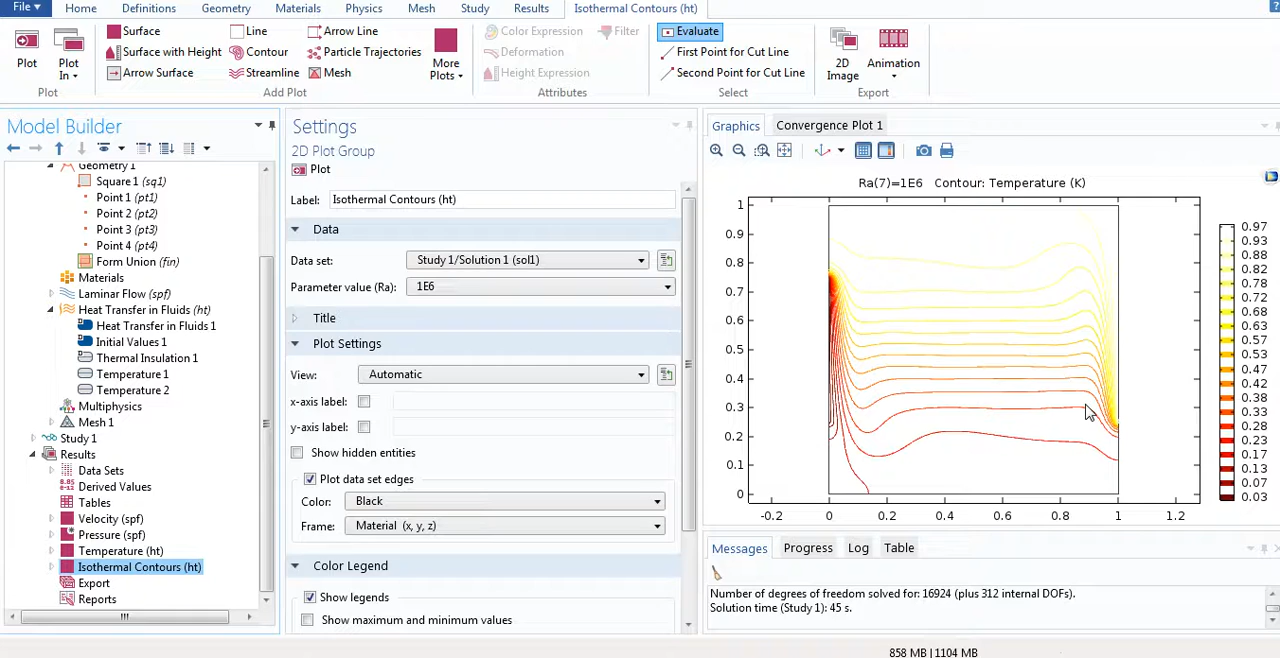 File
Home
Definitions
Geometry
Materials
Physics
Mesh
Study
Results
Isothermal Contours (ht)
Plot
Plot In
Plot
Surface
Surface with Height
Arrow Surface
Line
Contour
Streamline
Arrow Line
Particle Trajectories
Mesh
More Plots
Add Plot
Color Expression
Filter
Deformation
Height Expression
Attributes
Evaluate
First Point for Cut Line
Second Point for Cut Line
Select
2D Image
Animation
Export
Model Builder
Geometry 1
Square 1 (sq1)
Point 1 (pt1)
Point 2 (pt2)
Point 3 (pt3)
Point 4 (pt4)
Form Union (fin)
Materials
Laminar Flow (spf)
Heat Transfer in Fluids (ht)
Heat Transfer in Fluids 1
Initial Values 1
Thermal Insulation 1
Temperature 1
Temperature 2
Multiphysics
Mesh 1
Study 1
Results
Data Sets
8.85
e-12
Derived Values
Tables
Velocity (spf)
Pressure (spf)
Temperature (ht)
Isothermal Contours (ht)
Export
Reports
Settings
2D Plot Group
Plot
Label: Isothermal Contours (ht)
Data
Data set: Study 1/Solution 1 (sol1)
Parameter value (Ra): 1E6
Title
Plot Settings
View: Automatic
x-axis label:
y-axis label:
Show hidden entities
Plot data set edges
Color: Black
Frame: Material (x, y, z)
Color Legend
Show legends
Show maximum and minimum values
Graphics
Convergence Plot 1
Ra(7)=1E6 Contour: Temperature (K)
1
0.9
0.8
0.7
0.6
0.5
0.4
0.3
0.2
0.1
0
-0.2 0 0.2 0.4 0.6 0.8 1 1.2
0.97
0.93
0.88
0.82
0.78
0.72
0.68
0.63
0.57
0.53
0.47
0.42
0.38
0.33
0.28
0.23
0.17
0.13
0.07
0.03
Messages
Progress
Log
Table
Number of degrees of freedom solved for: 16924 (plus 312 internal DOFs).
Solution time (Study 1): 45 s.
858 MB | 1104 MB